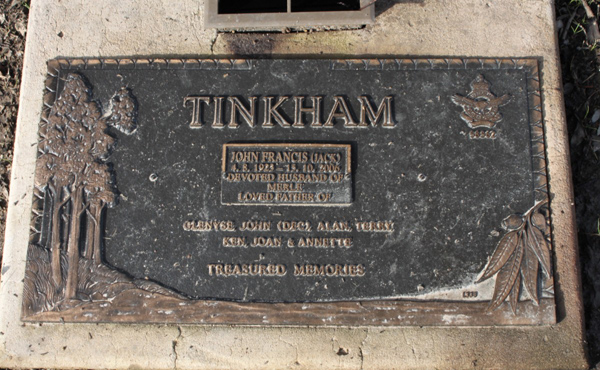 TINKHAM
JOHN FRANCIS (JACK)
DEVOTED HUSBAND OF
MERLE
LOVED FATHER OF
GLENYSE, JOHN (DEC), ALAN, TERRY,
KEN, JOAN & ANNETTE
TREASURED MEMORIES